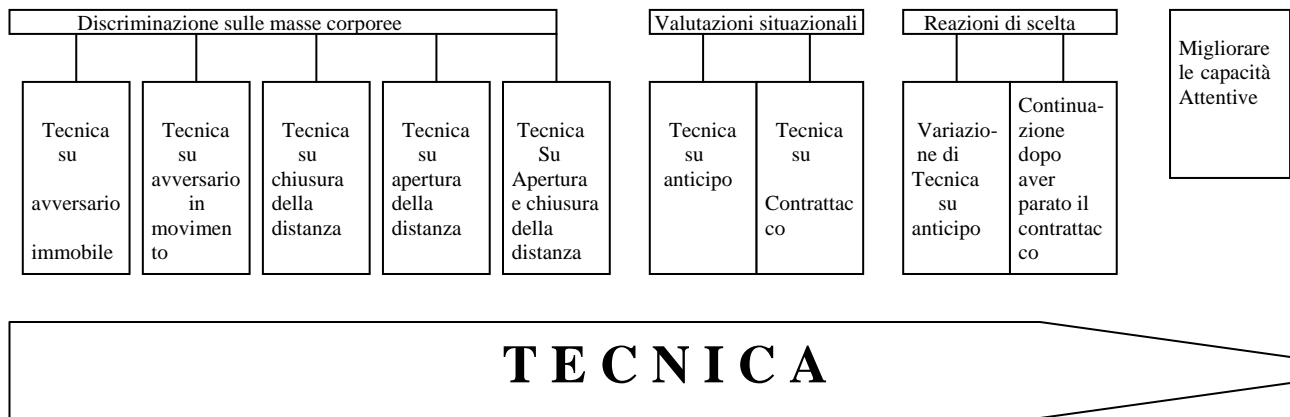 Discriminazione sulle masse corporee
Valutazioni situazionali
Reazioni di scelta
Migliorare
le capacità
Attentive
Tecnica
su
avversario
immobile
Tecnica
su
avversario
in
movimen
to
Tecnica
su
chiusura
della
distanza
Tecnica
su
apertura
della
distanza
Tecnica
Su
Apertura
e chiusura
della
distanza
Tecnica
su
anticipo
Tecnica
su
Contrattac
co
Variazio-
ne di
Tecnica
su
anticipo
Continua-
zione
dopo
aver
parato il
contrattac
co
T E C N I C A